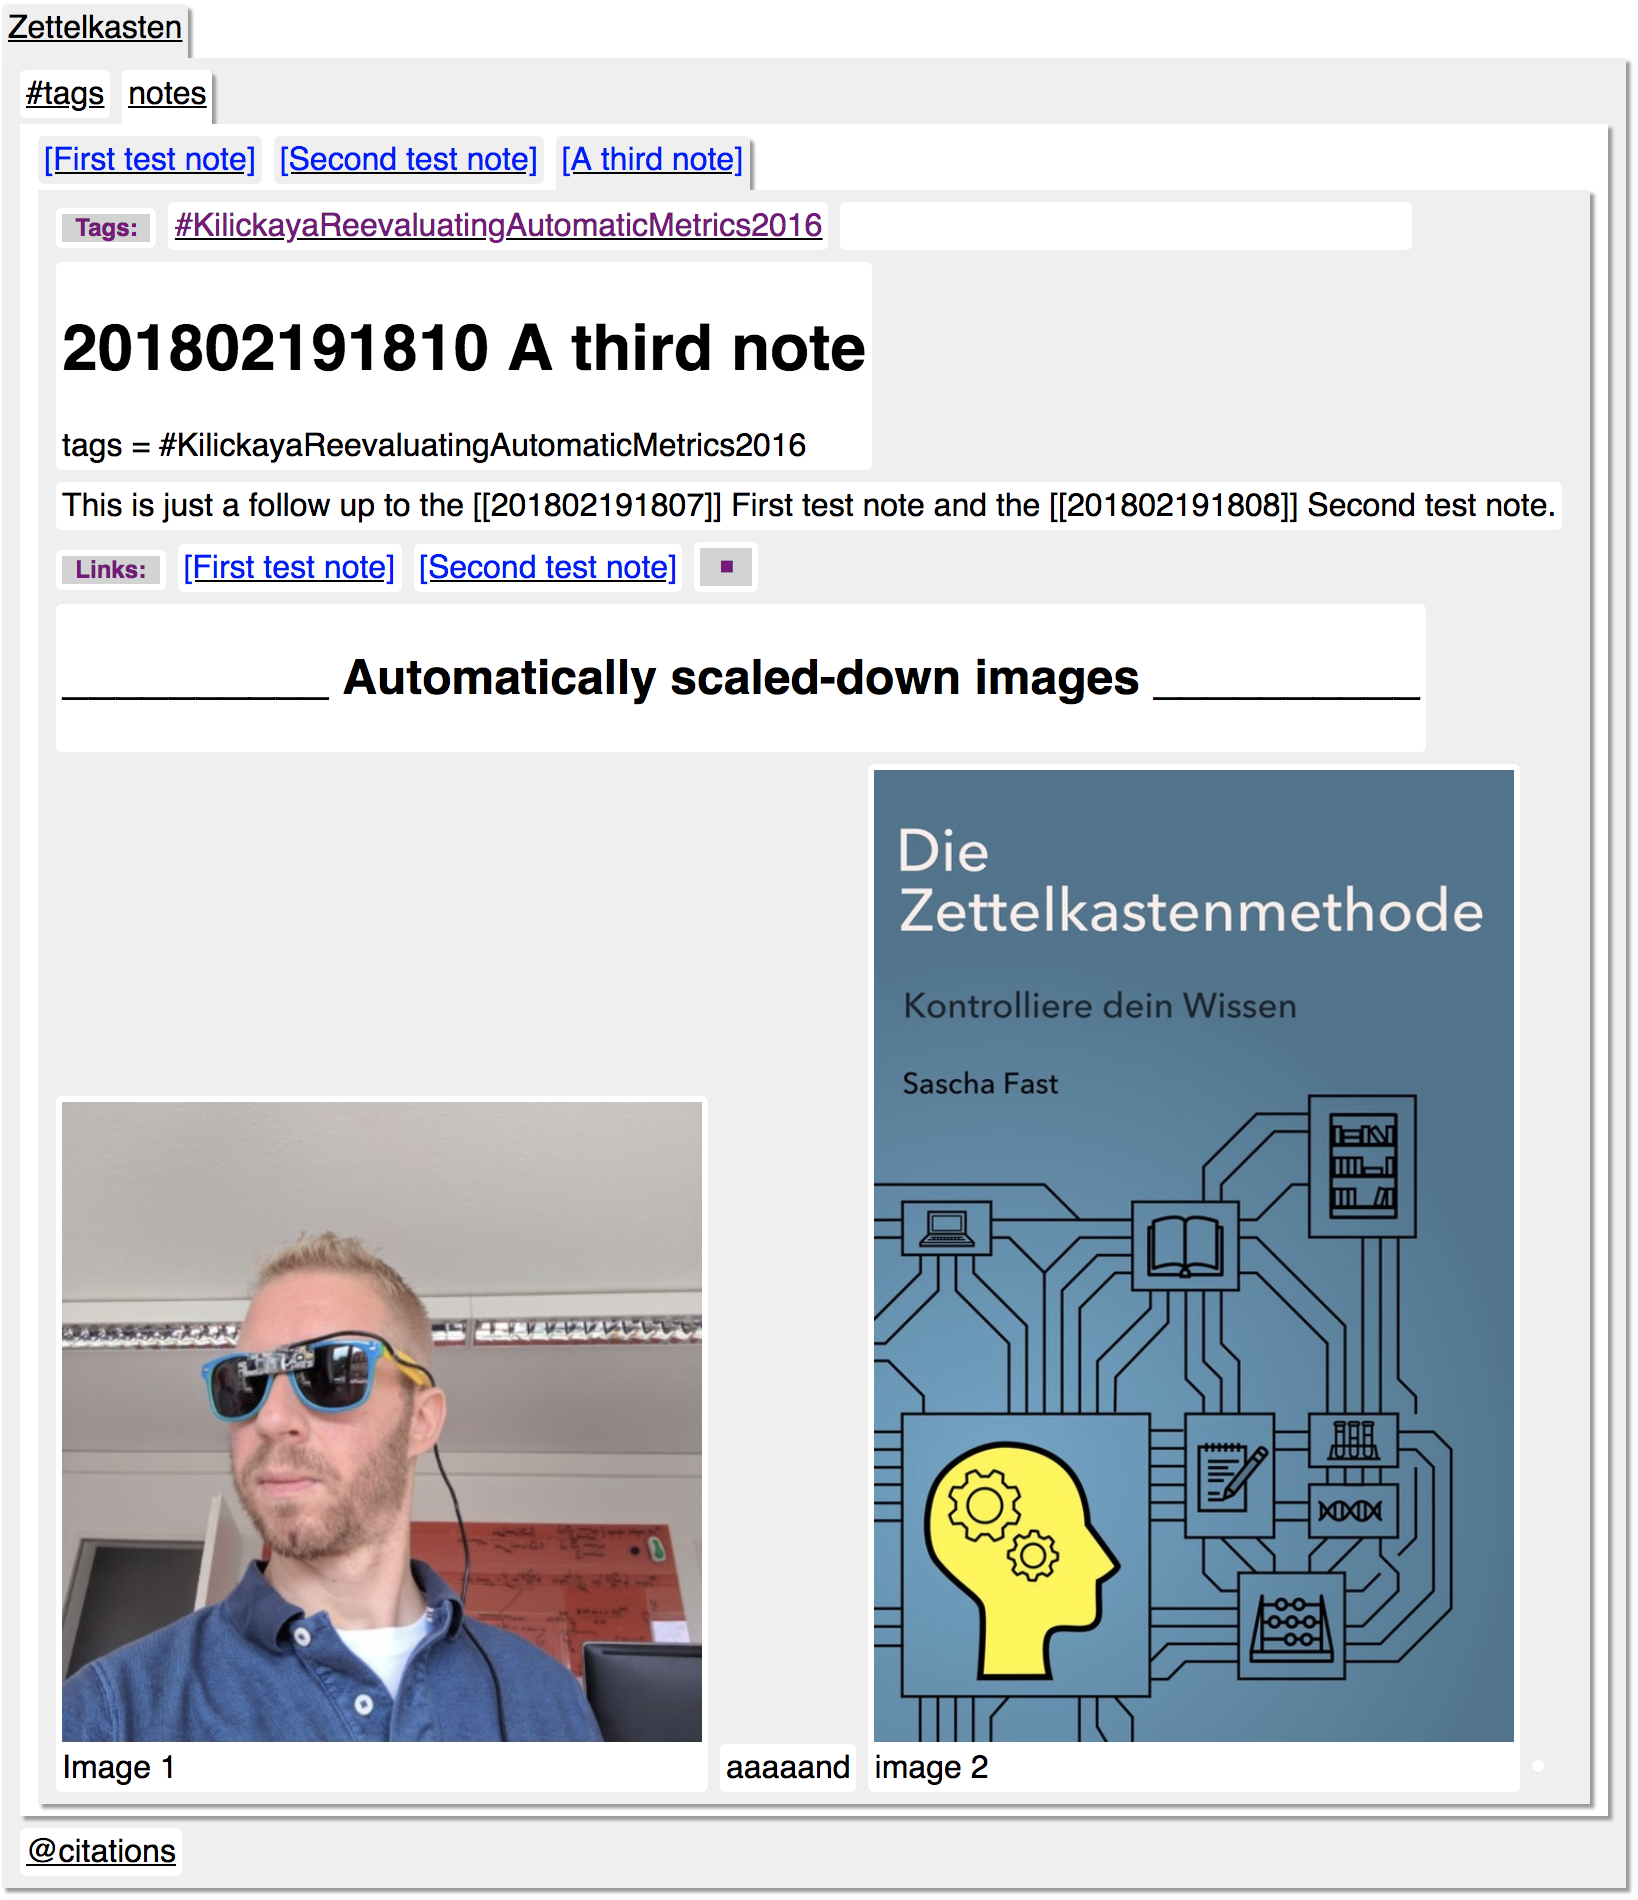 Zettelkasten
#tags notes
[First test note] [Second test note] [A third note]
Tags: #KilickayaReevaluatingAutomaticMetrics2016
201802191810 A third note
tags = #KilickayaReevaluatingAutomaticMetrics2016
This is just a follow up to the [[201802191807]] First test note and the [[201802191808]] Second test note.
Links: [First test note] [Second test note]
__________ Automatically scaled-down images __________
Die
Zettelkastenmethode
Kontrolliere dein Wissen
Sascha Fast
Image 1 aaaaand image 2
@citations